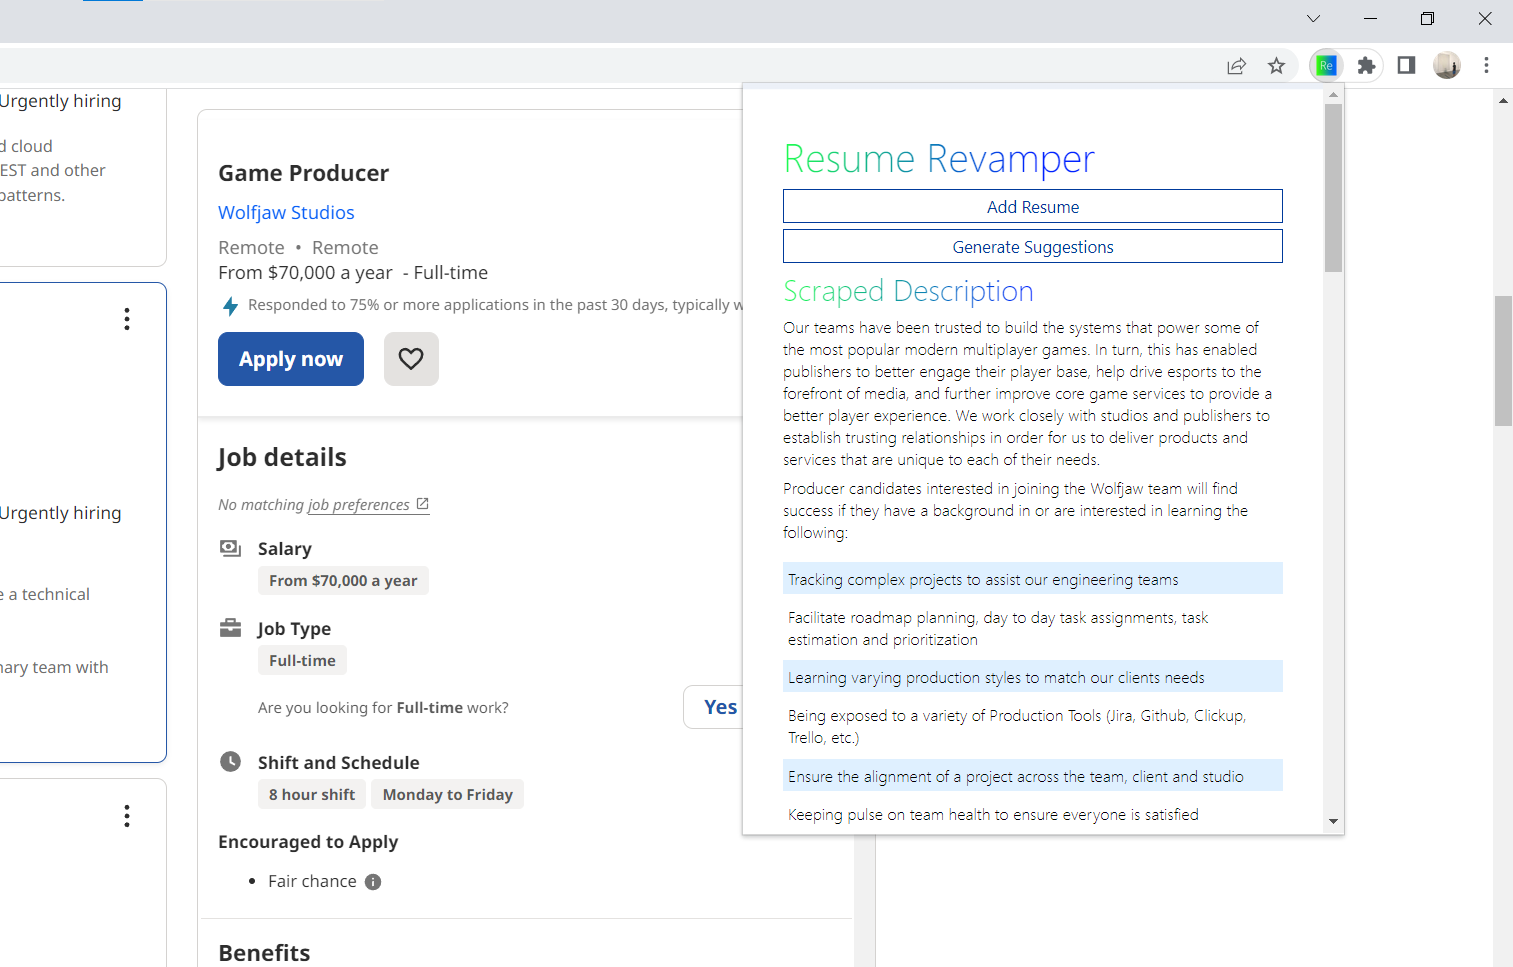 Re
Urgently hiring
d cloud
EST and other
patterns.
Urgently hiring
e a technical
nary team with
Game Producer
Wolfjaw Studios
Remote • Remote
From $70,000 a year - Full-time
Responded to 75% or more applications in the past 30 days, typically w
Apply now
Job details
No matching job preferences
Salary
From $70,000 a year
Job Type
Full-time
Are you looking for Full-time work?
Yes
Shift and Schedule
8 hour shift
Monday to Friday
Encouraged to Apply
• Fair chance
Benefits
Resume Revamper
Add Resume
Generate Suggestions
Scraped Description
Our teams have been trusted to build the systems that power some of
the most popular modern multiplayer games. In turn, this has enabled
publishers to better engage their player base, help drive esports to the
forefront of media, and further improve core game services to provide a
better player experience. We work closely with studios and publishers to
establish trusting relationships in order for us to deliver products and
services that are unique to each of their needs.
Producer candidates interested in joining the Wolfjaw team will find
success if they have a background in or are interested in learning the
following:
Tracking complex projects to assist our engineering teams
Facilitate roadmap planning, day to day task assignments, task
estimation and prioritization
Learning varying production styles to match our clients needs
Being exposed to a variety of Production Tools (Jira, Github, Clickup,
Trello, etc.)
Ensure the alignment of a project across the team, client and studio
Keeping pulse on team health to ensure everyone is satisfied